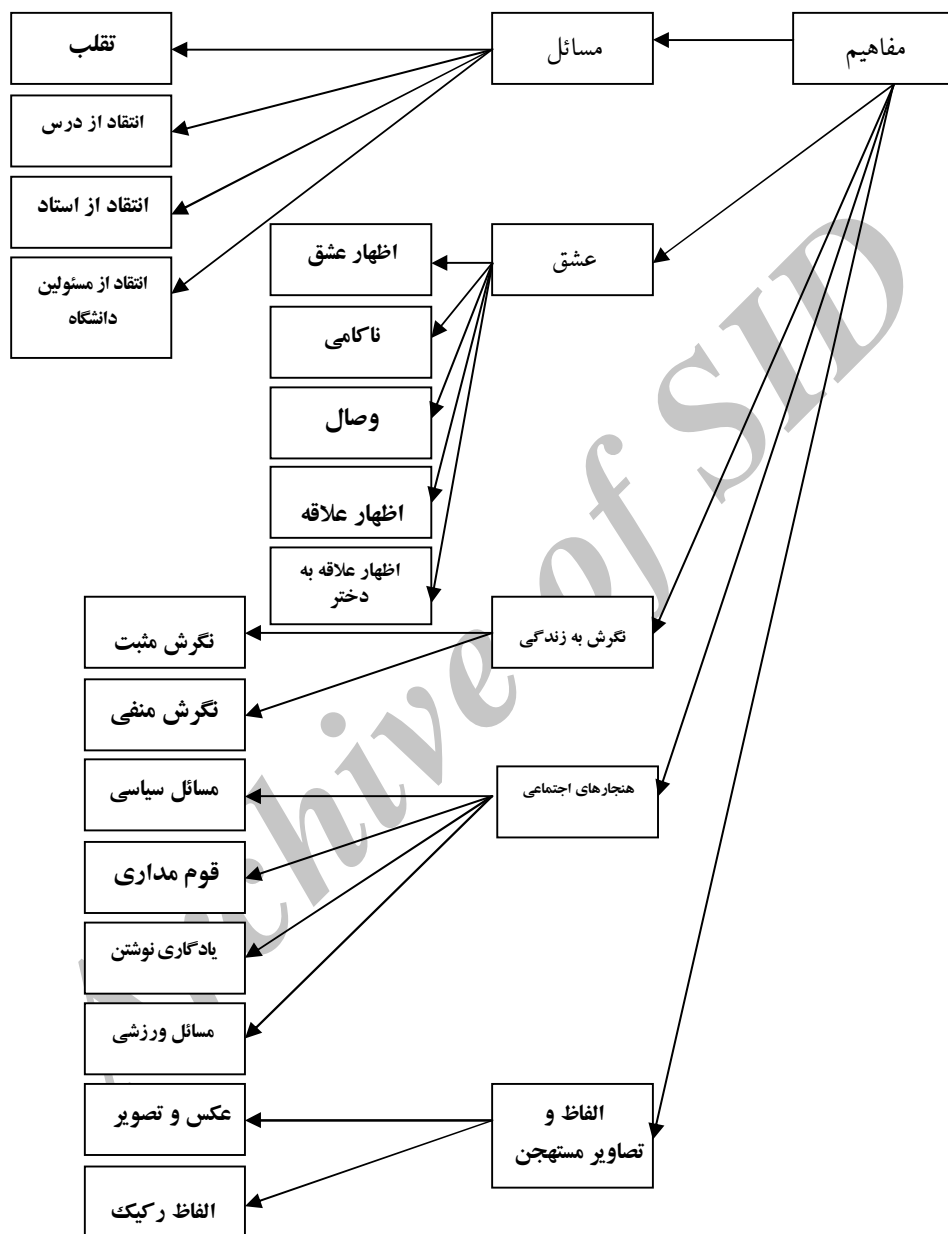 مفاهیم
مسائل
تقلب
انتقاد از درس
انتقاد از استاد
انتقاد از مسئولین
دانشگاه
عشق
اظهار عشق
ناکامی
وصال
اظهار علاقه
اظهار علاقه به
دختر
نگرش به زندگی
نگرش مثبت
نگرش منفی
هنجارهای اجتماعی
مسائل سیاسی
قوم مداری
یادگاری نوشتن
مسائل ورزشی
الفاظ و
تصاویر مستهجن
عکس و تصویر
الفاظ رکیک
Archive of SID